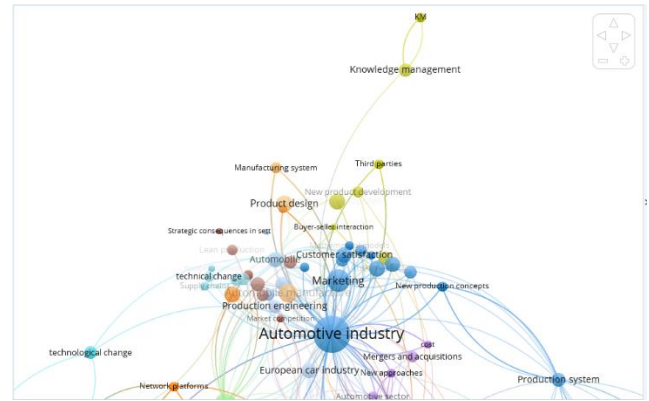 KM
Knowledge management
Manufacturing system
Third parties
New product development
Product design
Buyer-seller interaction
Strategic consequences in sest
Lean production
Automobile
Customer satisfaction
technical change
Marketing
New production concepts
Production engineering
Market competition
Automotive industry
cost
technological change
Mergers and acquisitions
European car industry
New approaches
Production system
Network platforms
Automotive sector